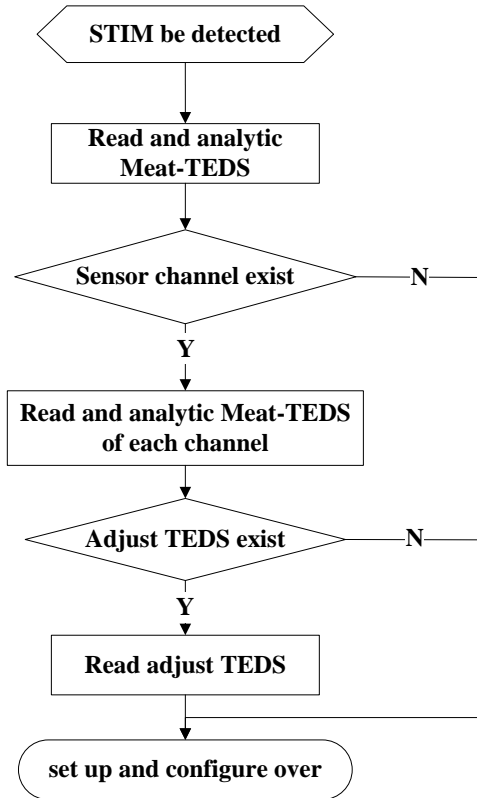 STIM be detected
Read and analytic
Meat-TEDS
Sensor channel exist
N
Y
Read and analytic Meat-TEDS
of each channel
Adjust TEDS exist
N
Y
Read adjust TEDS
set up and configure over